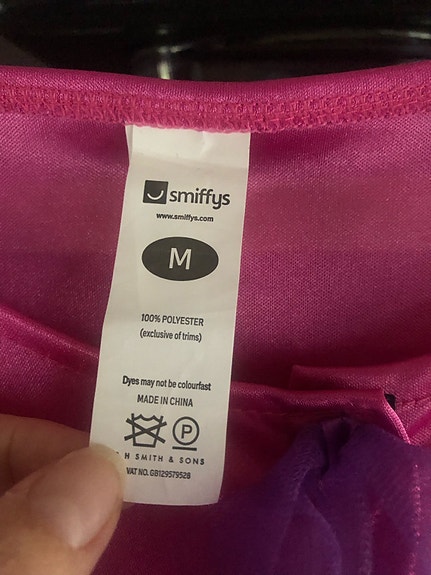 smiffys
www.smiffys.com
M
100% POLYESTER
(exclusive of trims)
Dyes may not be colourfast
MADE IN CHINA
P
H SMITH & SONS
VAT NO. GB129579528